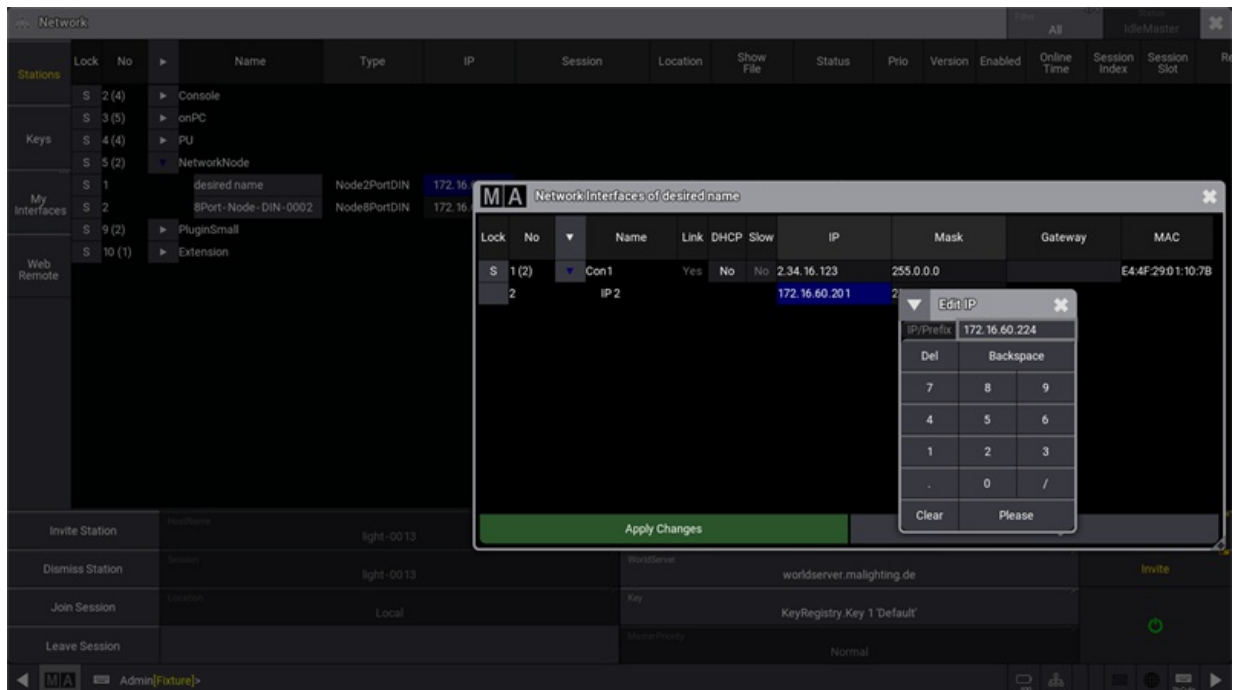 Network
Filter
All
Status
IdleMaster
Stations
Lock No Name Type IP Session Location Show File Status Prio Version Enabled Online Time Session Index Session Slot Re
S 2 (4) Console
S 3 (5) onPC
Keys
S 4 (4) PU
S 5 (2) NetworkNode
S 1 desired name Node2PortDIN 172.16.
My Interfaces
S 2 8Port-Node-DIN-0002 Node8PortDIN 172.16.
S 9 (2) PluginSmall
S 10 (1) Extension
Web Remote
MA Network Interfaces of desired name
Lock No Name Link DHCP Slow IP Mask Gateway MAC
S 1 (2) Con1 Yes No No 2.34.16.123 255.0.0.0 E4:4F:29:01:10:7B
2 IP 2 172.16.60.201 2
Edit IP
IP/Prefix 172.16.60.224
Del Backspace
7 8 9
4 5 6
1 2 3
. 0 /
Clear Please
Apply Changes
Invite Station
HostName
light-0013
Dismiss Station
Session
light-0013
WorldServer
worldserver.malighting.de
Invite
Join Session
Location
Local
Key
KeyRegistry.Key 1 'Default'
Leave Session
MasterPriority
Normal
MA Admin[Fixture]>